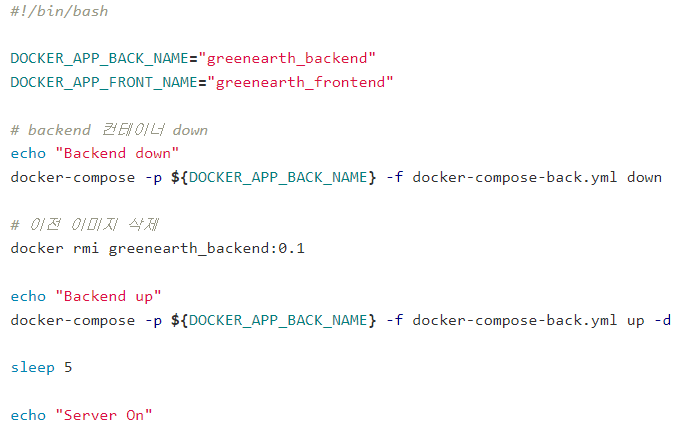 #!/bin/bash
DOCKER_APP_BACK_NAME="greenearth_backend"
DOCKER_APP_FRONT_NAME="greenearth_frontend"
# backend 컨테이너 down
echo "Backend down"
docker-compose -p ${DOCKER_APP_BACK_NAME} -f docker-compose-back.yml down
# 이전 이미지 삭제
docker rmi greenearth_backend:0.1
echo "Backend up"
docker-compose -p ${DOCKER_APP_BACK_NAME} -f docker-compose-back.yml up -d
sleep 5
echo "Server On"